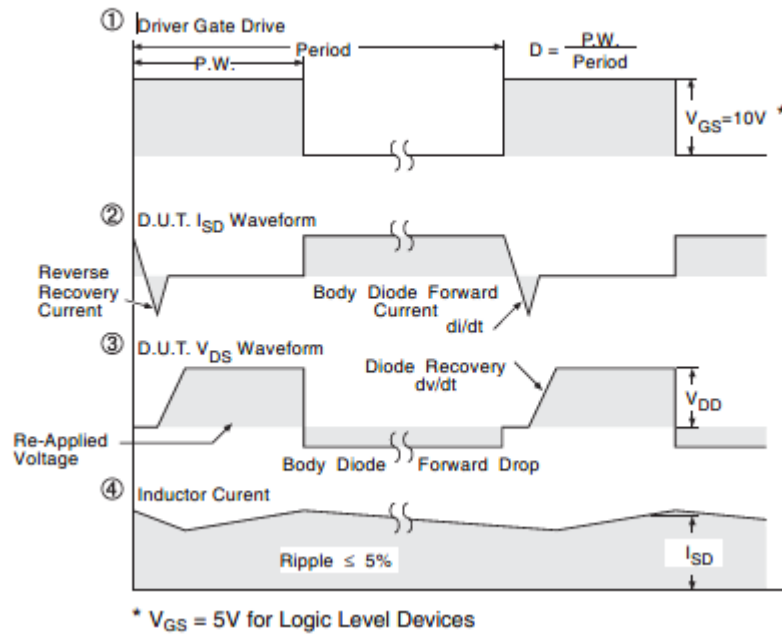 ① Driver Gate Drive
Period
P.W.
D = P.W.
Period
VGS=10V *
② D.U.T. ISD Waveform
Reverse
Recovery
Current
Body Diode Forward
Current
di/dt
③ D.U.T. VDS Waveform
Diode Recovery
dv/dt
VDD
Re-Applied
Voltage
Body Diode Forward Drop
④ Inductor Curent
Ripple ≤ 5%
ISD
* VGS = 5V for Logic Level Devices